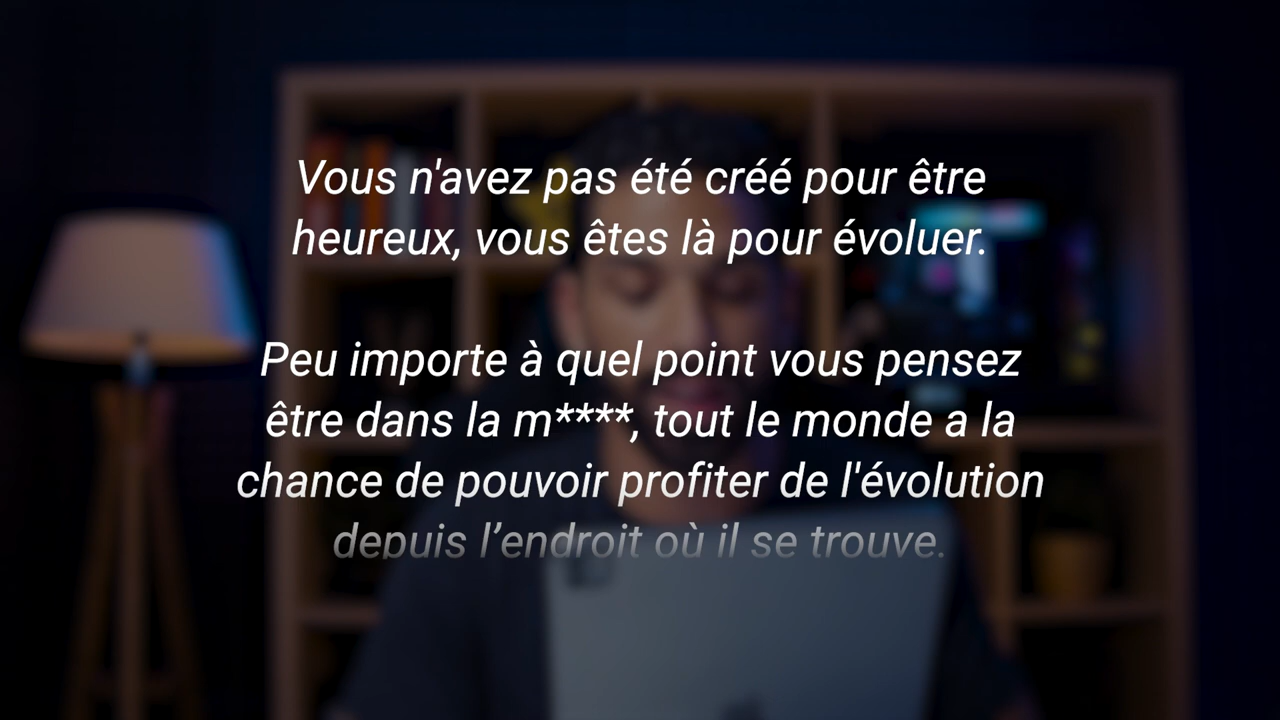 Vous n'avez pas été créé pour être
heureux, vous êtes là pour évoluer.
Peu importe à quel point vous pensez
être dans la m****, tout le monde a la
chance de pouvoir profiter de l'évolution
depuis l’endroit où il se trouve.